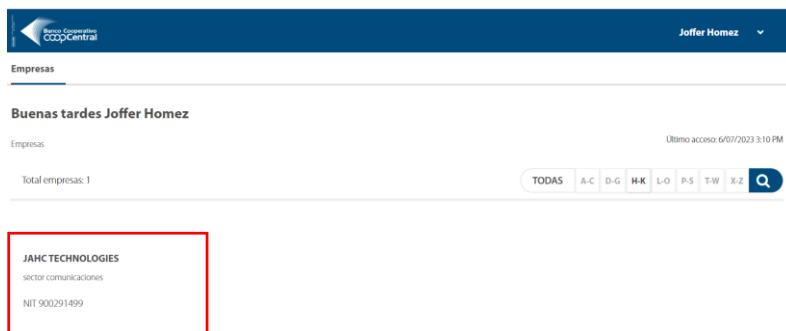 Banco Cooperativo
coopcentral
Joffer Homez
Empresas
Buenas tardes Joffer Homez
Empresas
Último acceso: 6/07/2023 3:10 PM
Total empresas: 1
TODAS A-C D-G H-K L-O P-S T-W X-Z
JAHC TECHNOLOGIES
sector comunicaciones
NIT 900291499